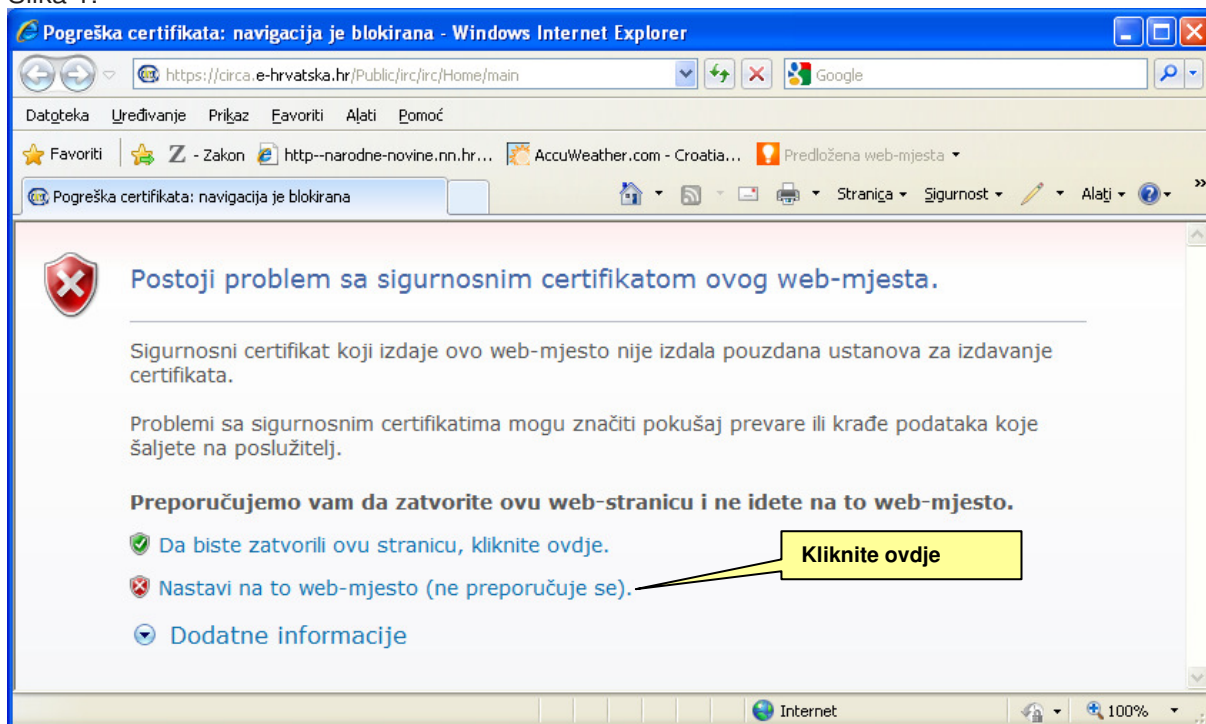 Slika 1:
Pogreška certifikata: navigacija je blokirana - Windows Internet Explorer
https://circa.e-hrvatska.hr/Public/irc/irc/Home/main
Google
Datoteka Uređivanje Prikaz Favoriti Alati Pomoć
Favoriti Z - Zakon http--narodne-novine.nn.hr... AccuWeather.com - Croatia... Predložena web-mjesta
Pogreška certifikata: navigacija je blokirana
Stranica Sigurnost Alati »
Postoji problem sa sigurnosnim certifikatom ovog web-mjesta.
Sigurnosni certifikat koji izdaje ovo web-mjesto nije izdala pouzdana ustanova za izdavanje
certifikata.
Problemi sa sigurnosnim certifikatima mogu značiti pokušaj prevare ili krađe podataka koje
šaljete na poslužitelj.
Preporučujemo vam da zatvorite ovu web-stranicu i ne idete na to web-mjesto.
Da biste zatvorili ovu stranicu, kliknite ovdje.
Kliknite ovdje
Nastavi na to web-mjesto (ne preporučuje se).
Dodatne informacije
Internet
100%